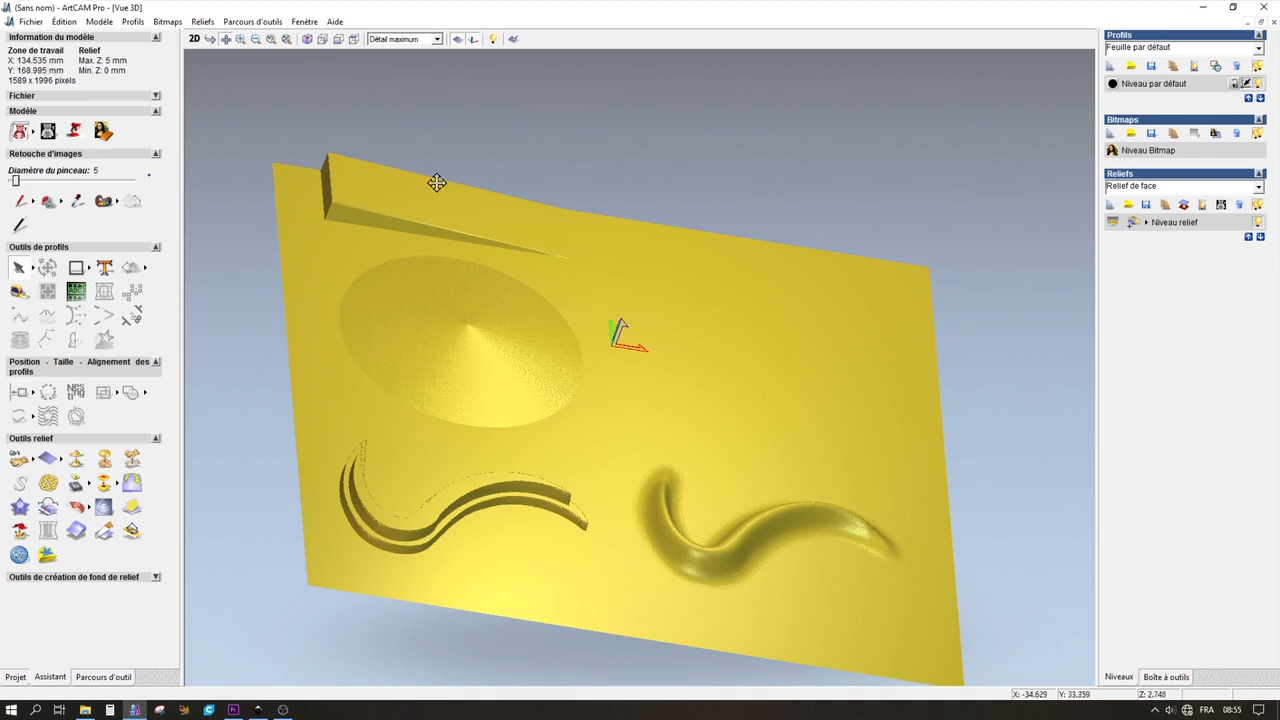 (Sans nom) - ArtCAM Pro - [Vue 3D]
Fichier Édition Modèle Profils Bitmaps Reliefs Parcours d'outils Fenêtre Aide
Information du modèle
Zone de travail Relief
X: 134.535 mm Max. Z: 5 mm
Y: 168.995 mm Min. Z: 0 mm
1589 x 1996 pixels
Fichier
Modèle
Retouche d'images
Diamètre du pinceau: 5
Outils de profils
Position - Taille - Alignement des profils
Outils relief
Outils de création de fond de relief
Projet Assistant Parcours d'outil
2D Détail maximum
Profils
Feuille par défaut
Niveau par défaut
Bitmaps
Niveau Bitmap
Reliefs
Relief de face
Niveau relief
Niveaux Boîte à outils
X: -34.629 Y: 33.359 Z: 2.748
FRA 08:55